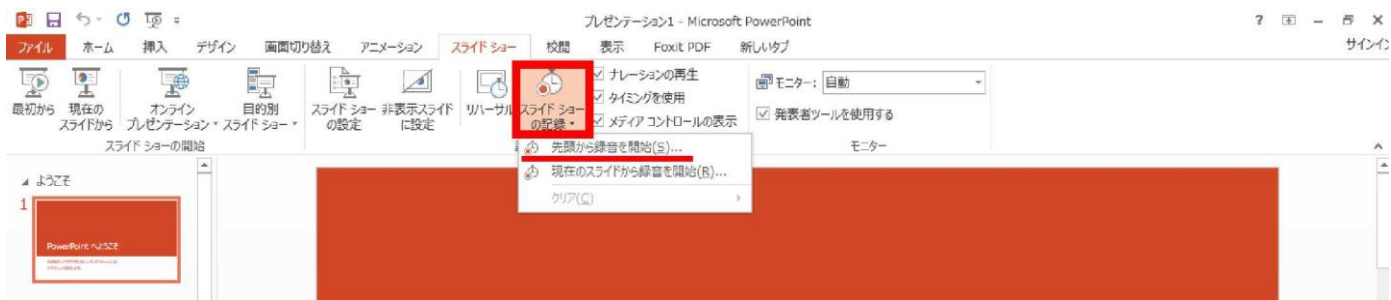 プレゼンテーション1 - Microsoft PowerPoint
ファイル ホーム 挿入 デザイン 画面切り替え アニメーション スライド ショー 校閲 表示 Foxit PDF 新しいタブ サインイン
最初から
現在の
スライドから
オンライン
プレゼンテーション
目的別
スライド ショー
スライド ショー
の設定
非表示スライド
に設定
リハーサル
スライド ショー
の記録
ナレーションの再生
タイミングを使用
メディア コントロールの表示
モニター: 自動
発表者ツールを使用する
スライド ショーの開始
モニター
先頭から録音を開始(S)...
現在のスライドから録音を開始(R)...
クリア(C)
ようこそ
1
PowerPoint へようこそ